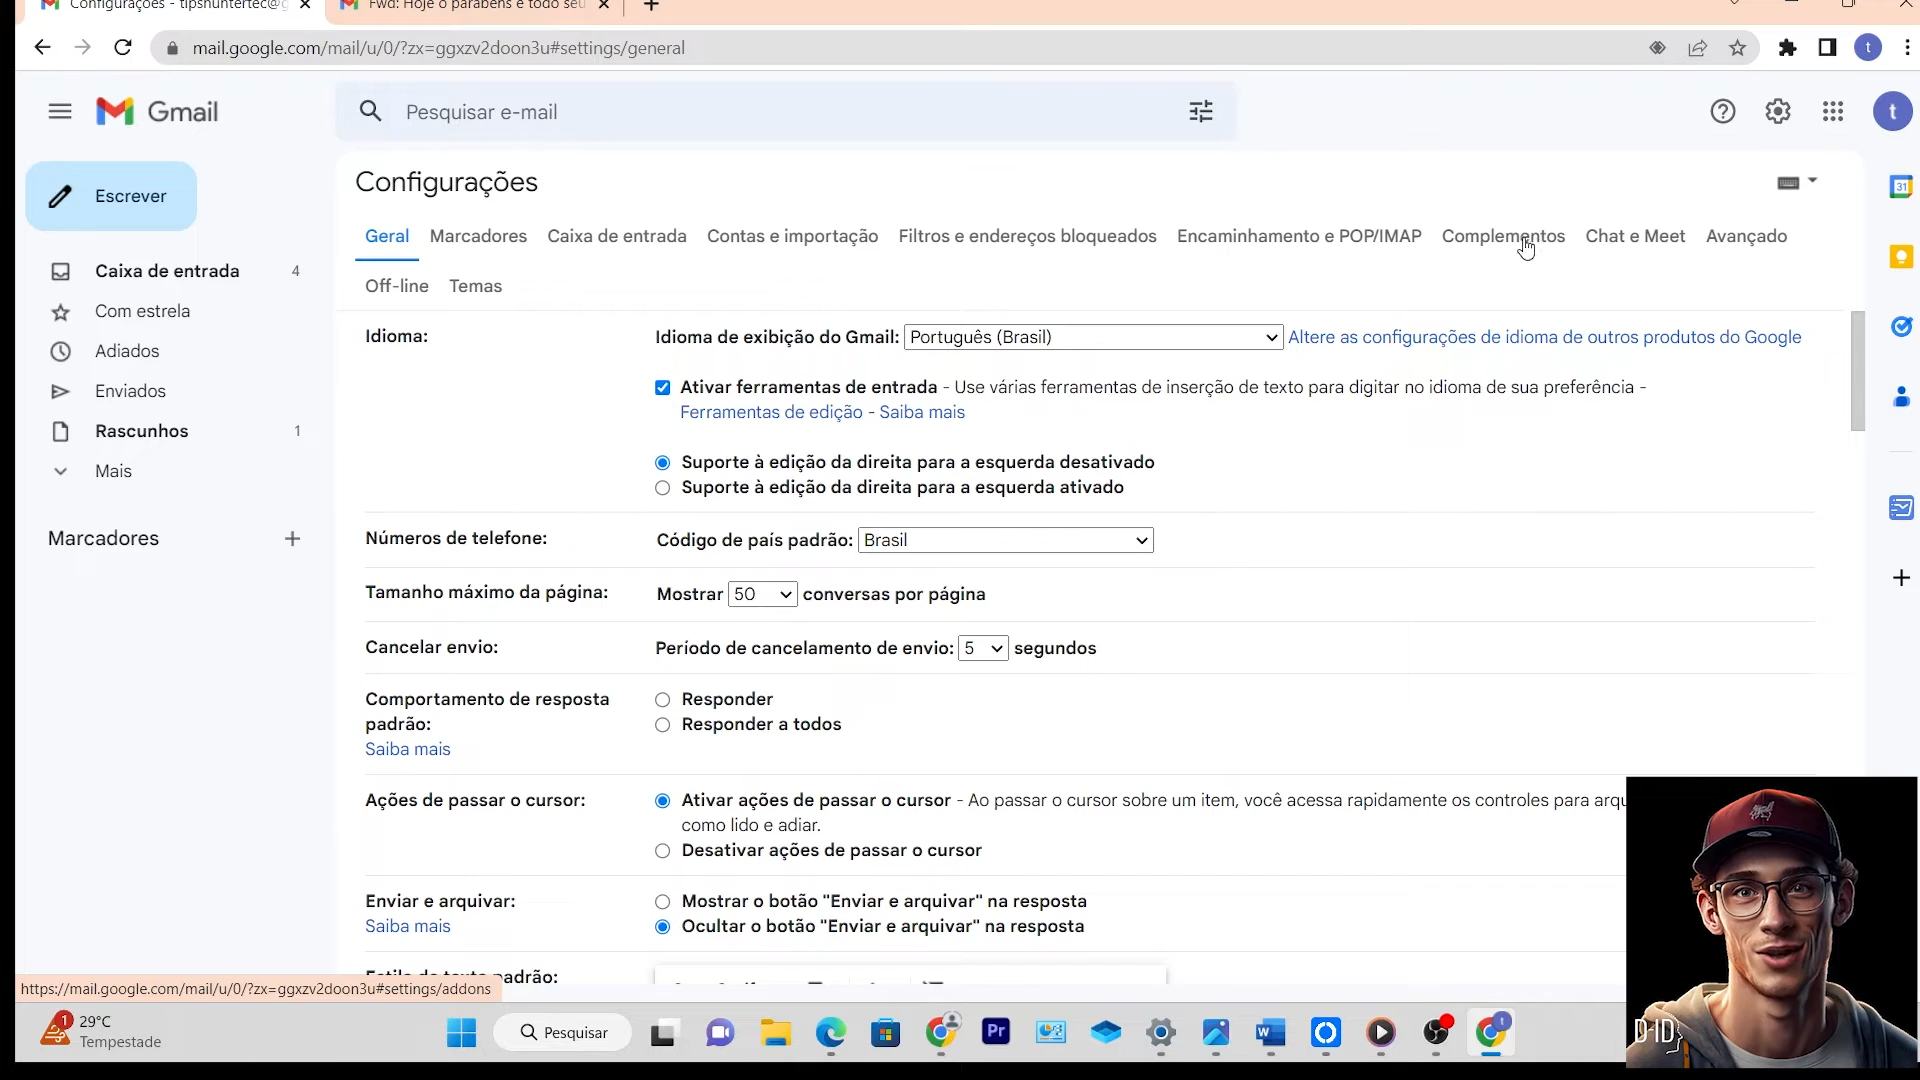 Configurações - tipshuntertec@g
Fwd: Hoje o parabéns é todo seu
mail.google.com/mail/u/0/?zx=ggxzv2doon3u#settings/general
t
Gmail
Pesquisar e-mail
t
Escrever
Configurações
31
Geral Marcadores Caixa de entrada Contas e importação Filtros e endereços bloqueados Encaminhamento e POP/IMAP Complementos Chat e Meet Avançado
Off-line Temas
Caixa de entrada 4
Com estrela
Adiados
Enviados
Rascunhos 1
Mais
Marcadores
Idioma:
Idioma de exibição do Gmail: Português (Brasil) Altere as configurações de idioma de outros produtos do Google
Ativar ferramentas de entrada - Use várias ferramentas de inserção de texto para digitar no idioma de sua preferência -
Ferramentas de edição - Saiba mais
Suporte à edição da direita para a esquerda desativado
Suporte à edição da direita para a esquerda ativado
Números de telefone: Código de país padrão: Brasil
Tamanho máximo da página: Mostrar 50 conversas por página
Cancelar envio: Período de cancelamento de envio: 5 segundos
Comportamento de resposta
padrão:
Saiba mais
Responder
Responder a todos
Ações de passar o cursor:
Ativar ações de passar o cursor - Ao passar o cursor sobre um item, você acessa rapidamente os controles para arqu
como lido e adiar.
Desativar ações de passar o cursor
Enviar e arquivar:
Saiba mais
Mostrar o botão "Enviar e arquivar" na resposta
Ocultar o botão "Enviar e arquivar" na resposta
Estilo do texto padrão:
https://mail.google.com/mail/u/0/?zx=ggxzv2doon3u#settings/addons
1
29°C
Tempestade
Pesquisar
Pr
W
t
D-ID